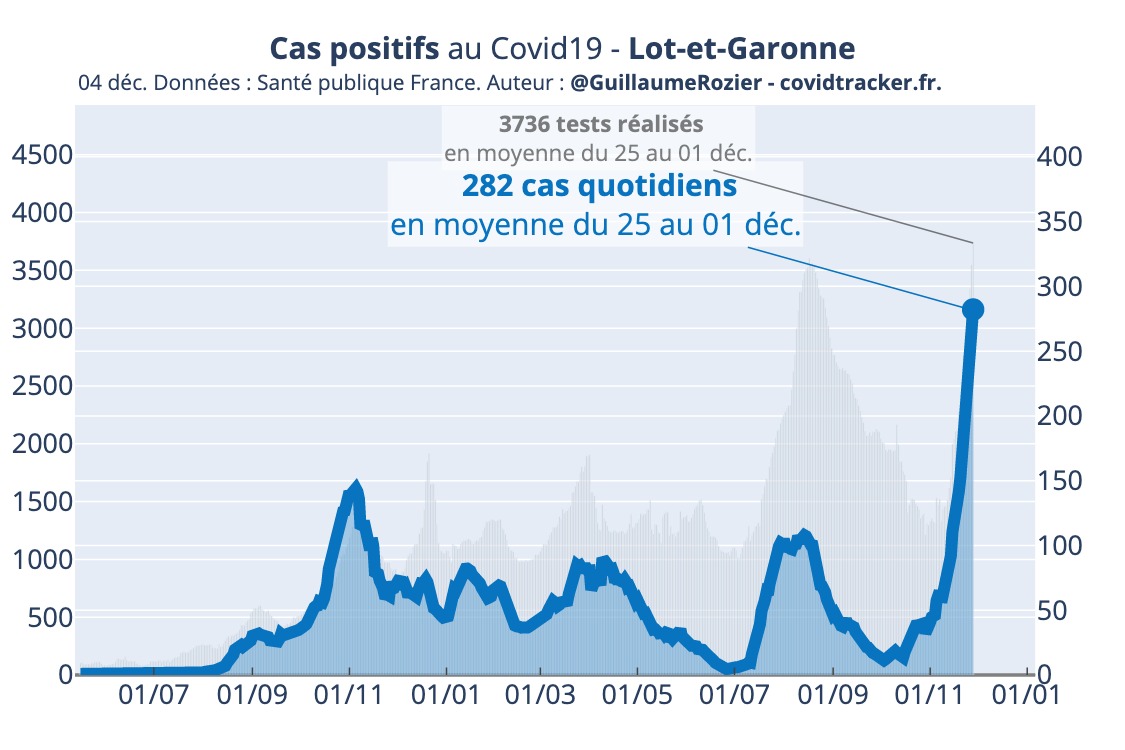 Cas positifs au Covid19 - Lot-et-Garonne
04 déc. Données : Santé publique France. Auteur : @GuillaumeRozier - covidtracker.fr.
3736 tests réalisés
en moyenne du 25 au 01 déc.
282 cas quotidiens
en moyenne du 25 au 01 déc.
4500
4000
3500
3000
2500
2000
1500
1000
500
0
400
350
300
250
200
150
100
50
0
01/07 01/09 01/11 01/01 01/03 01/05 01/07 01/09 01/11 01/01